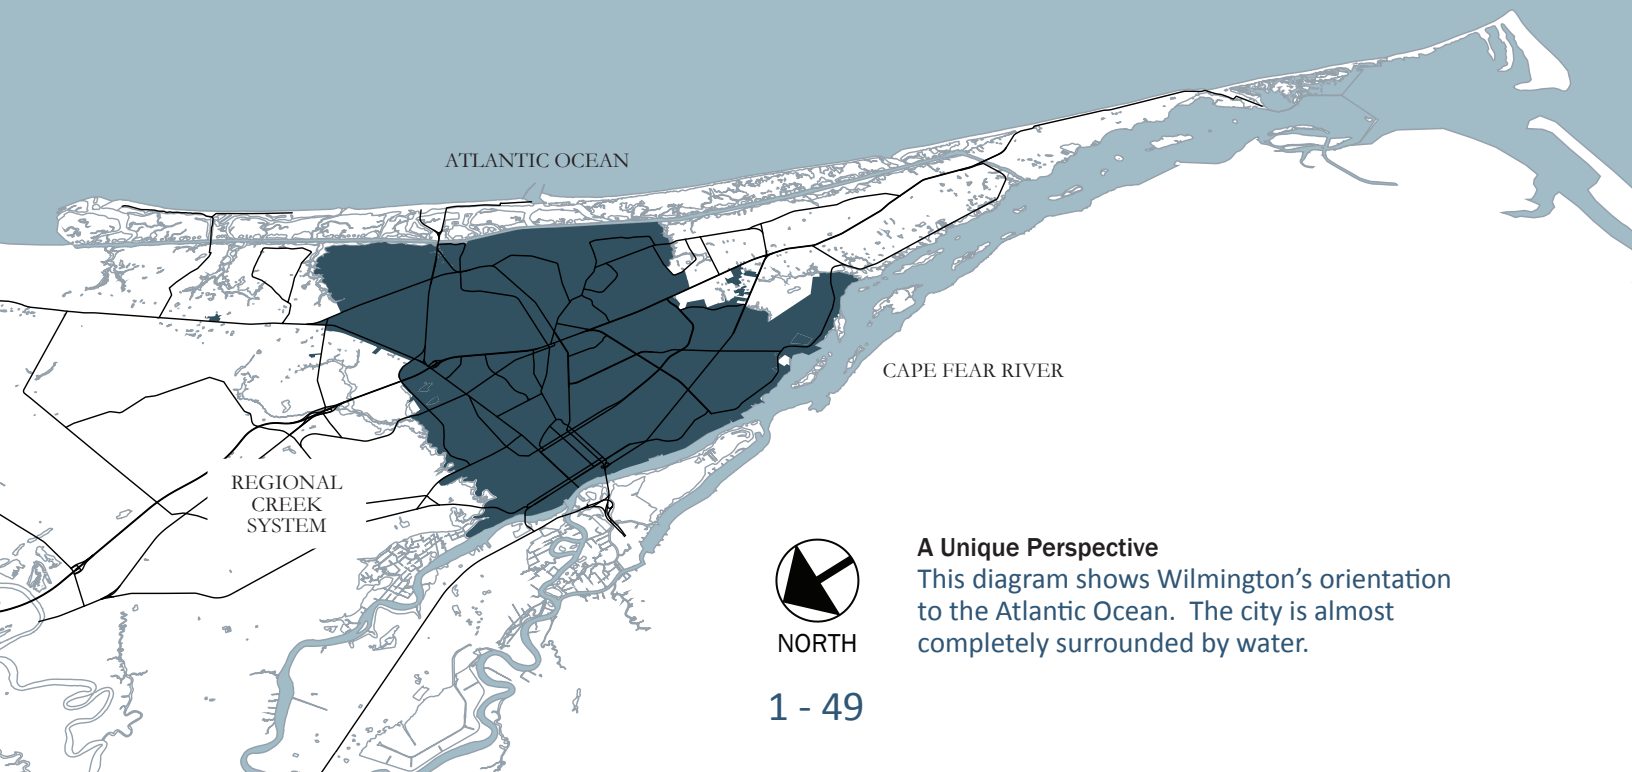 ATLANTIC OCEAN
CAPE FEAR RIVER
REGIONAL
CREEK
SYSTEM
NORTH
1 - 49
A Unique Perspective
This diagram shows Wilmington’s orientation
to the Atlantic Ocean.  The city is almost
completely surrounded by water.